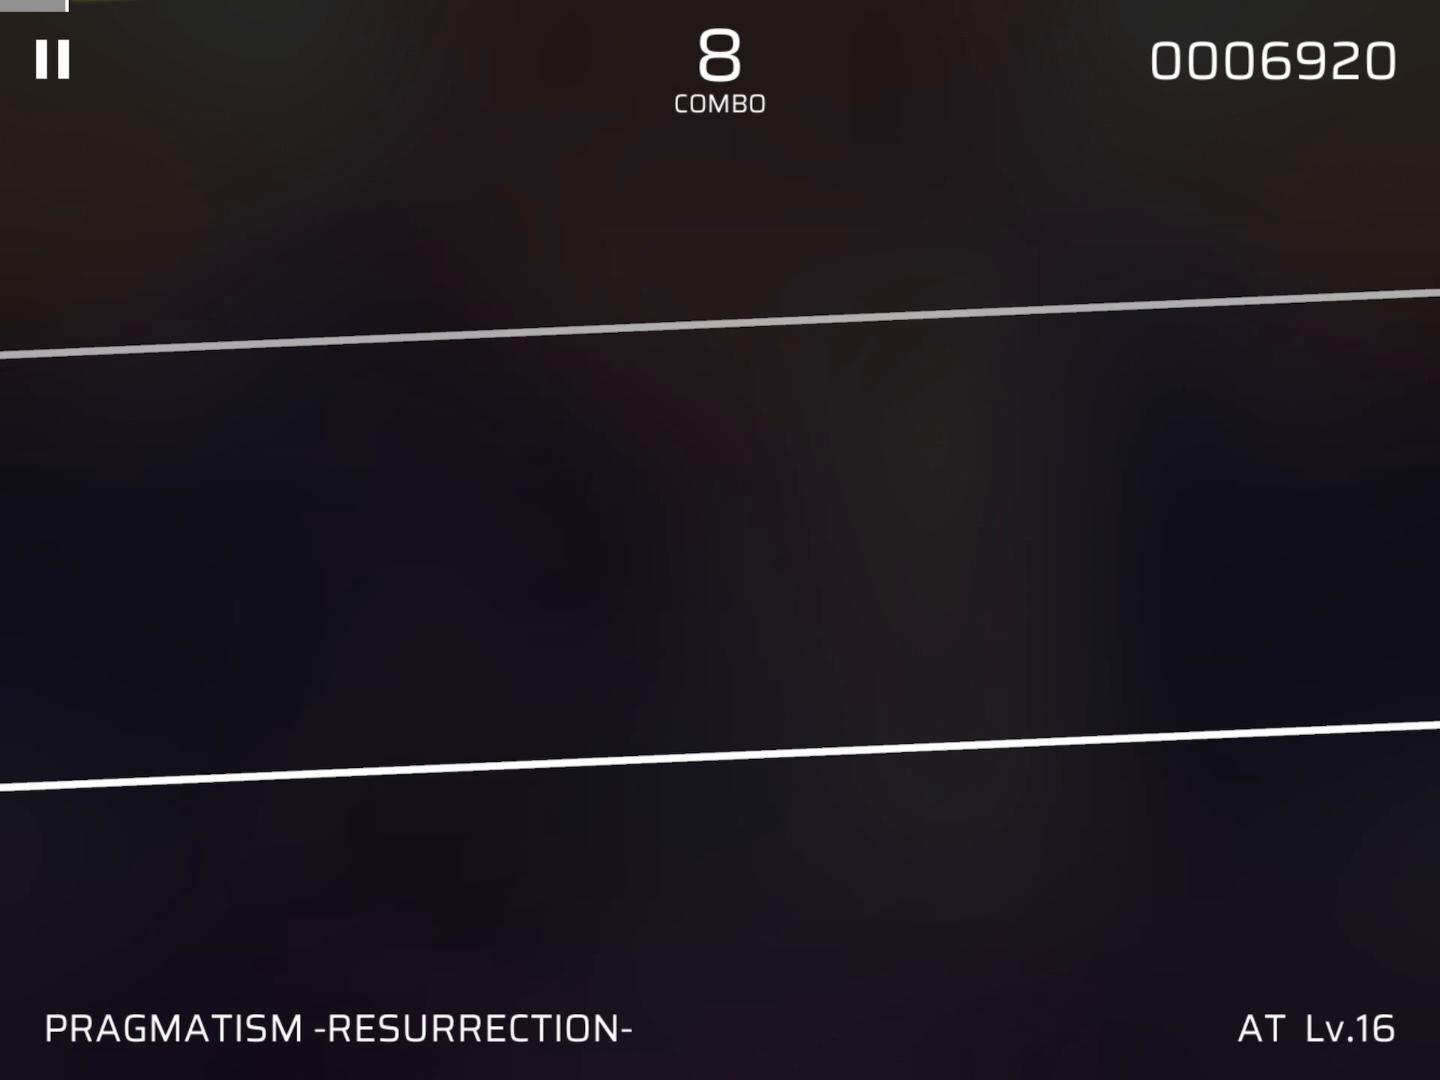 8
COMBO
0006920
PRAGMATISM -RESURRECTION-
AT Lv.16